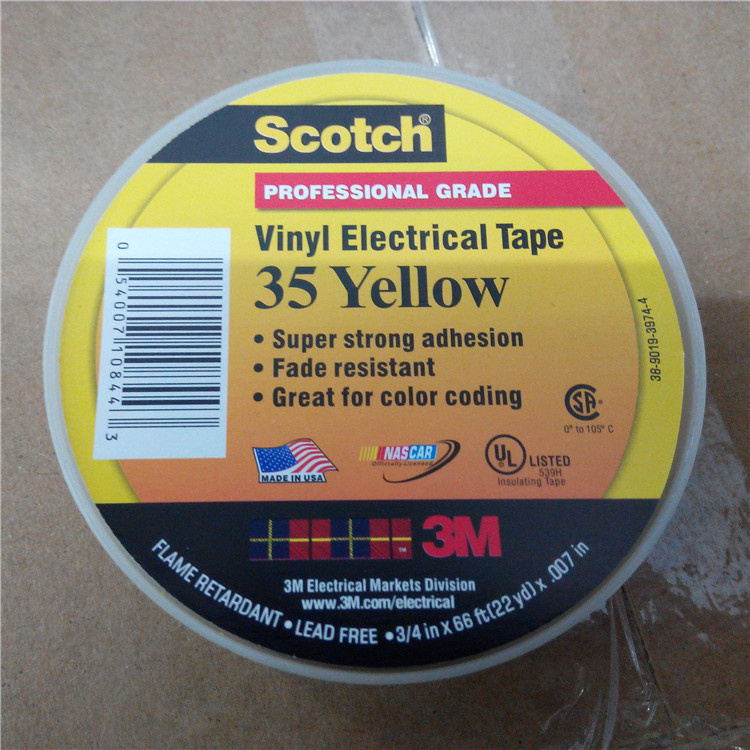 Scotch®
PROFESSIONAL GRADE
Vinyl Electrical Tape
35 Yellow
• Super strong adhesion
• Fade resistant
• Great for color coding
0 54007 10844 3
38-9019-3974-4
CSA®
0° to 105° C
MADE IN USA
NASCAR
Officially Licensed
UL LISTED
539H
Insulating Tape
™ 3M
3M Electrical Markets Division
www.3M.com/electrical
FLAME RETARDANT • LEAD FREE • 3/4 in x 66 ft (22 yd) x .007 in